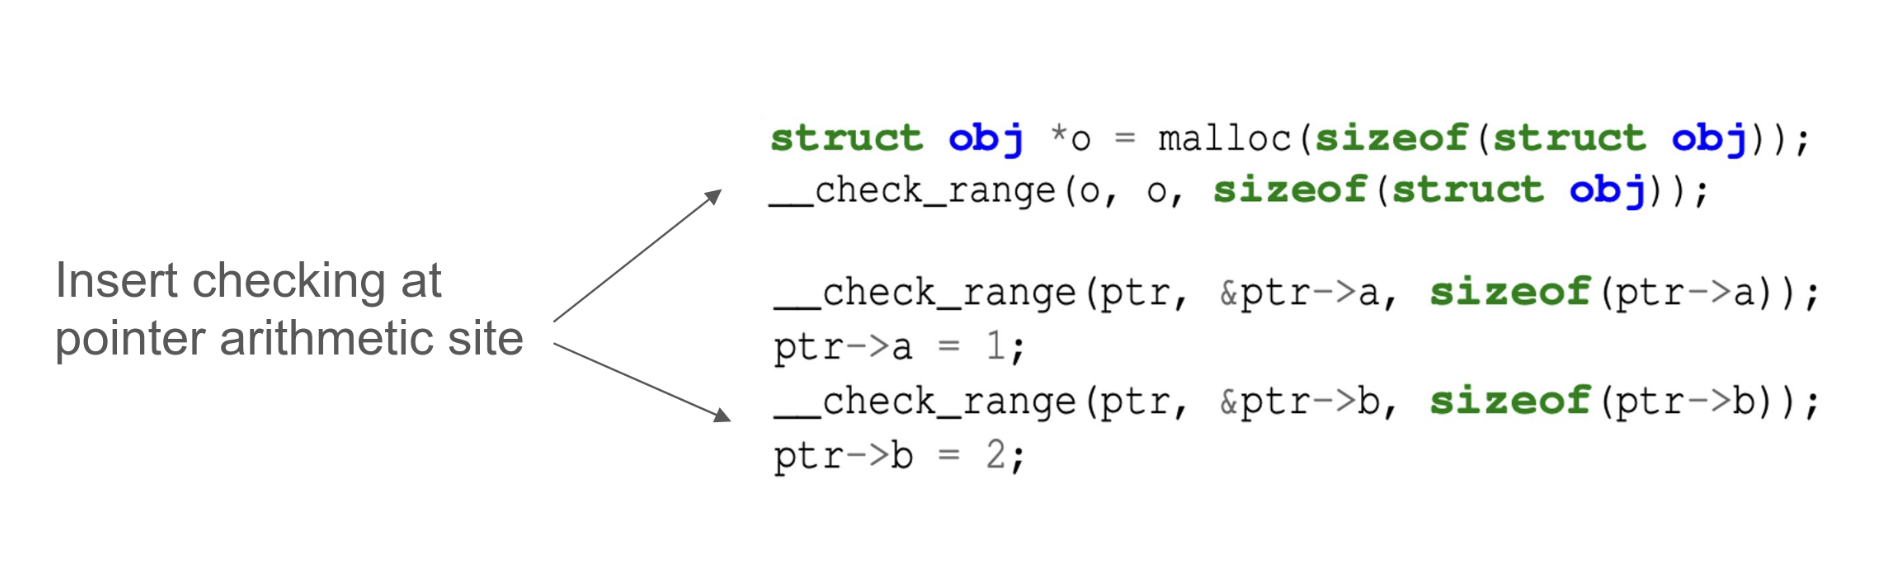 Insert checking at
pointer arithmetic site
struct obj *o = malloc(sizeof(struct obj));
__check_range(o, o, sizeof(struct obj));
__check_range(ptr, &ptr->a, sizeof(ptr->a));
ptr->a = 1;
__check_range(ptr, &ptr->b, sizeof(ptr->b));
ptr->b = 2;